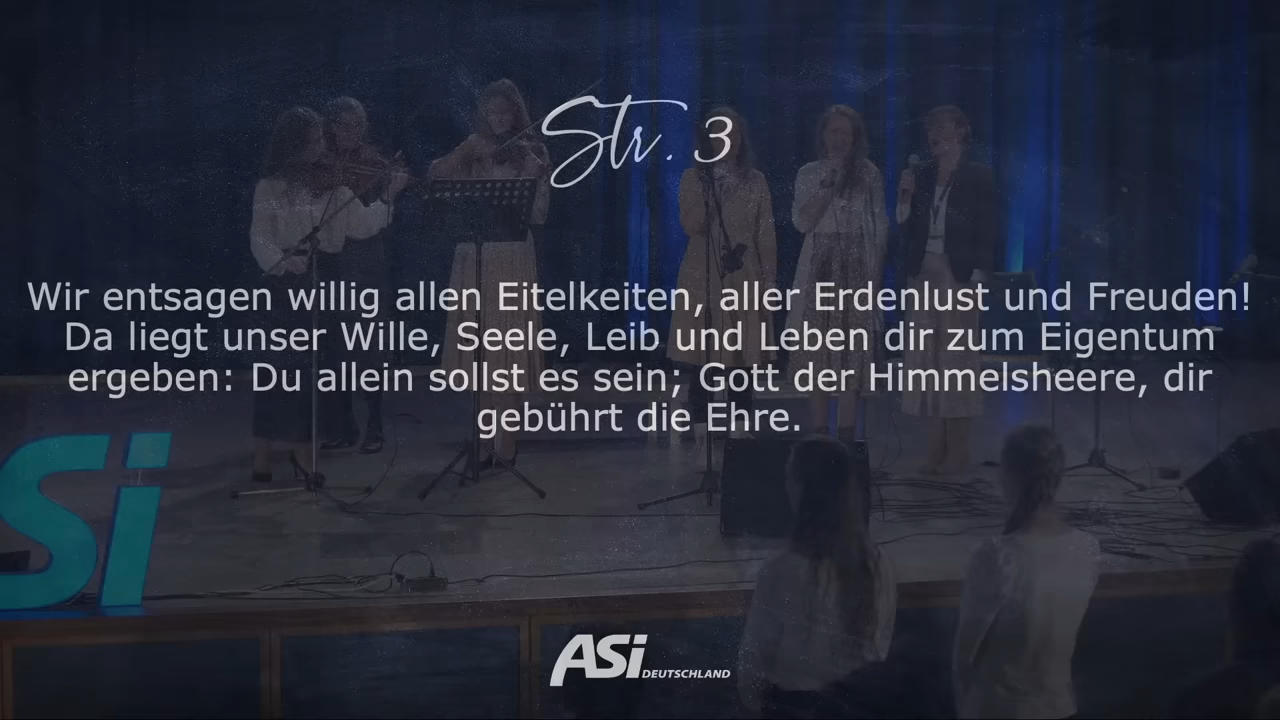 Str. 3
Wir entsagen willig allen Eitelkeiten, aller Erdenlust und Freuden!
Da liegt unser Wille, Seele, Leib und Leben dir zum Eigentum
ergeben: Du allein sollst es sein; Gott der Himmelsheere, dir
gebührt die Ehre.
Si
ASi DEUTSCHLAND